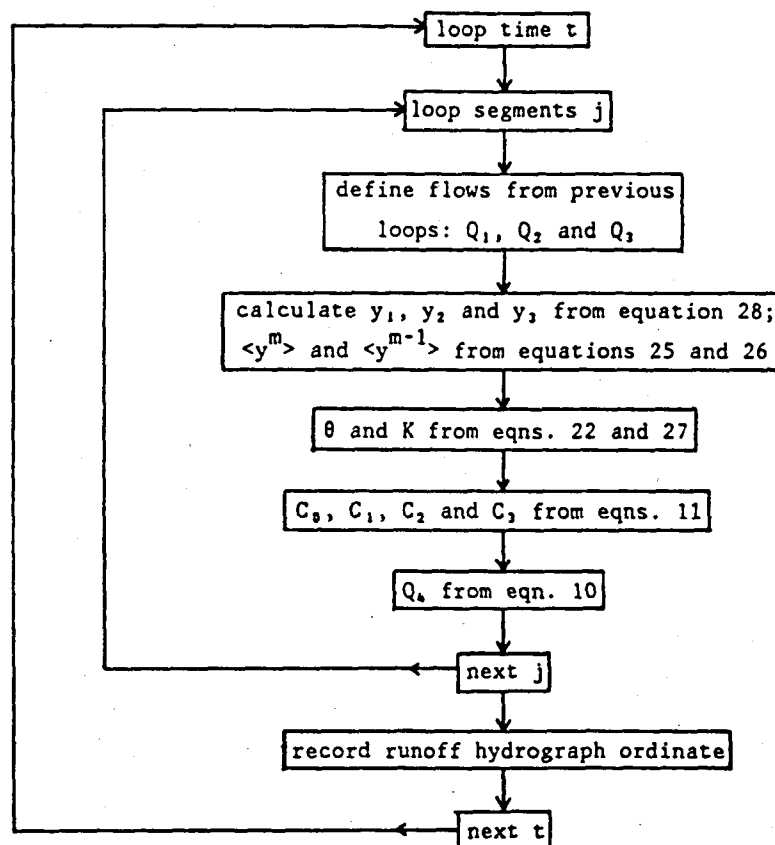 loop time t
loop segments j
define flows from previous
loops: Q₁, Q₂ and Q₃
calculate y₁, y₂ and y₃ from equation 28;
<yᵐ> and <yᵐ⁻¹> from equations 25 and 26
θ and K from eqns. 22 and 27
C₀, C₁, C₂ and C₃ from eqns. 11
Q₄ from eqn. 10
next j
record runoff hydrograph ordinate
next t